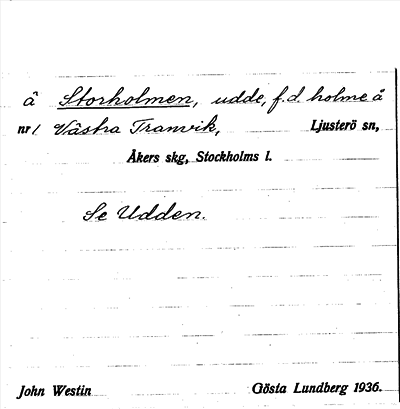 å Storholmen, udde, f.d. holme å
nr 1 Västra Tranvik, Ljusterö sn,
Åkers skg, Stockholms l.
Se Udden.
John Westin Gösta Lundberg 1936.